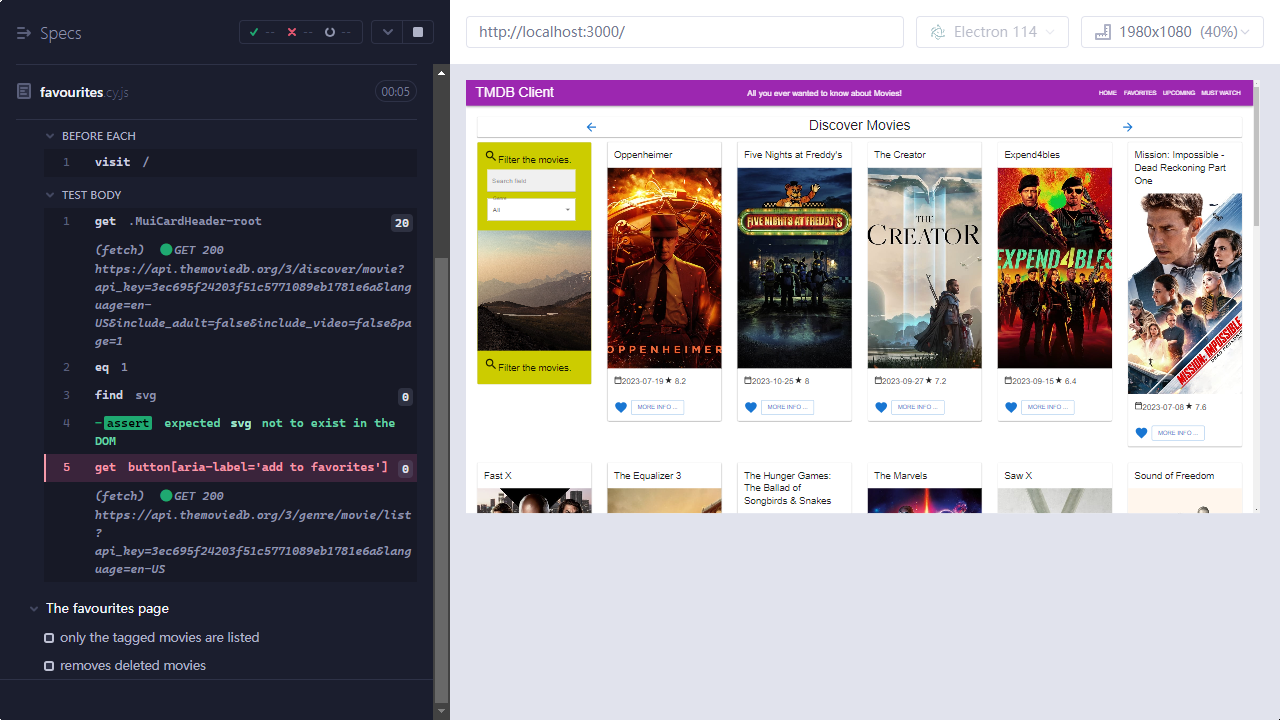 Specs
--
--
--
favourites.cy.js
00:05
BEFORE EACH
1 visit /
TEST BODY
1 get .MuiCardHeader-root 20
(fetch) GET 200
https://api.themoviedb.org/3/discover/movie?
api_key=3ec695f24203f51c5771089eb1781e6a&lang
uage=en-
US&include_adult=false&include_video=false&pa
ge=1
2 eq 1
3 find svg 0
4 -assert expected svg not to exist in the
DOM
5 get button[aria-label='add to favorites'] 0
(fetch) GET 200
https://api.themoviedb.org/3/genre/movie/list
?
api_key=3ec695f24203f51c5771089eb1781e6a&lang
uage=en-US
The favourites page
only the tagged movies are listed
removes deleted movies
http://localhost:3000/
Electron 114
1980x1080 (40%)
TMDB Client
All you ever wanted to know about Movies!
HOME FAVORITES UPCOMING MUST WATCH
Discover Movies
Filter the movies.
Search field
Genre
All
Filter the movies.
Oppenheimer
OPPENHEIMER
2023-07-19 8.2
MORE INFO ...
Five Nights at Freddy's
FIVE NIGHTS AT FREDDY'S
2023-10-25 8
MORE INFO ...
The Creator
THE
CREATOR
2023-09-27 7.2
MORE INFO ...
Expend4bles
EXPEND4BLES
2023-09-15 6.4
MORE INFO ...
Mission: Impossible -
Dead Reckoning Part
One
MISSION: IMPOSSIBLE
2023-07-08 7.6
MORE INFO ...
Fast X
The Equalizer 3
The Hunger Games:
The Ballad of
Songbirds & Snakes
The Marvels
Saw X
Sound of Freedom